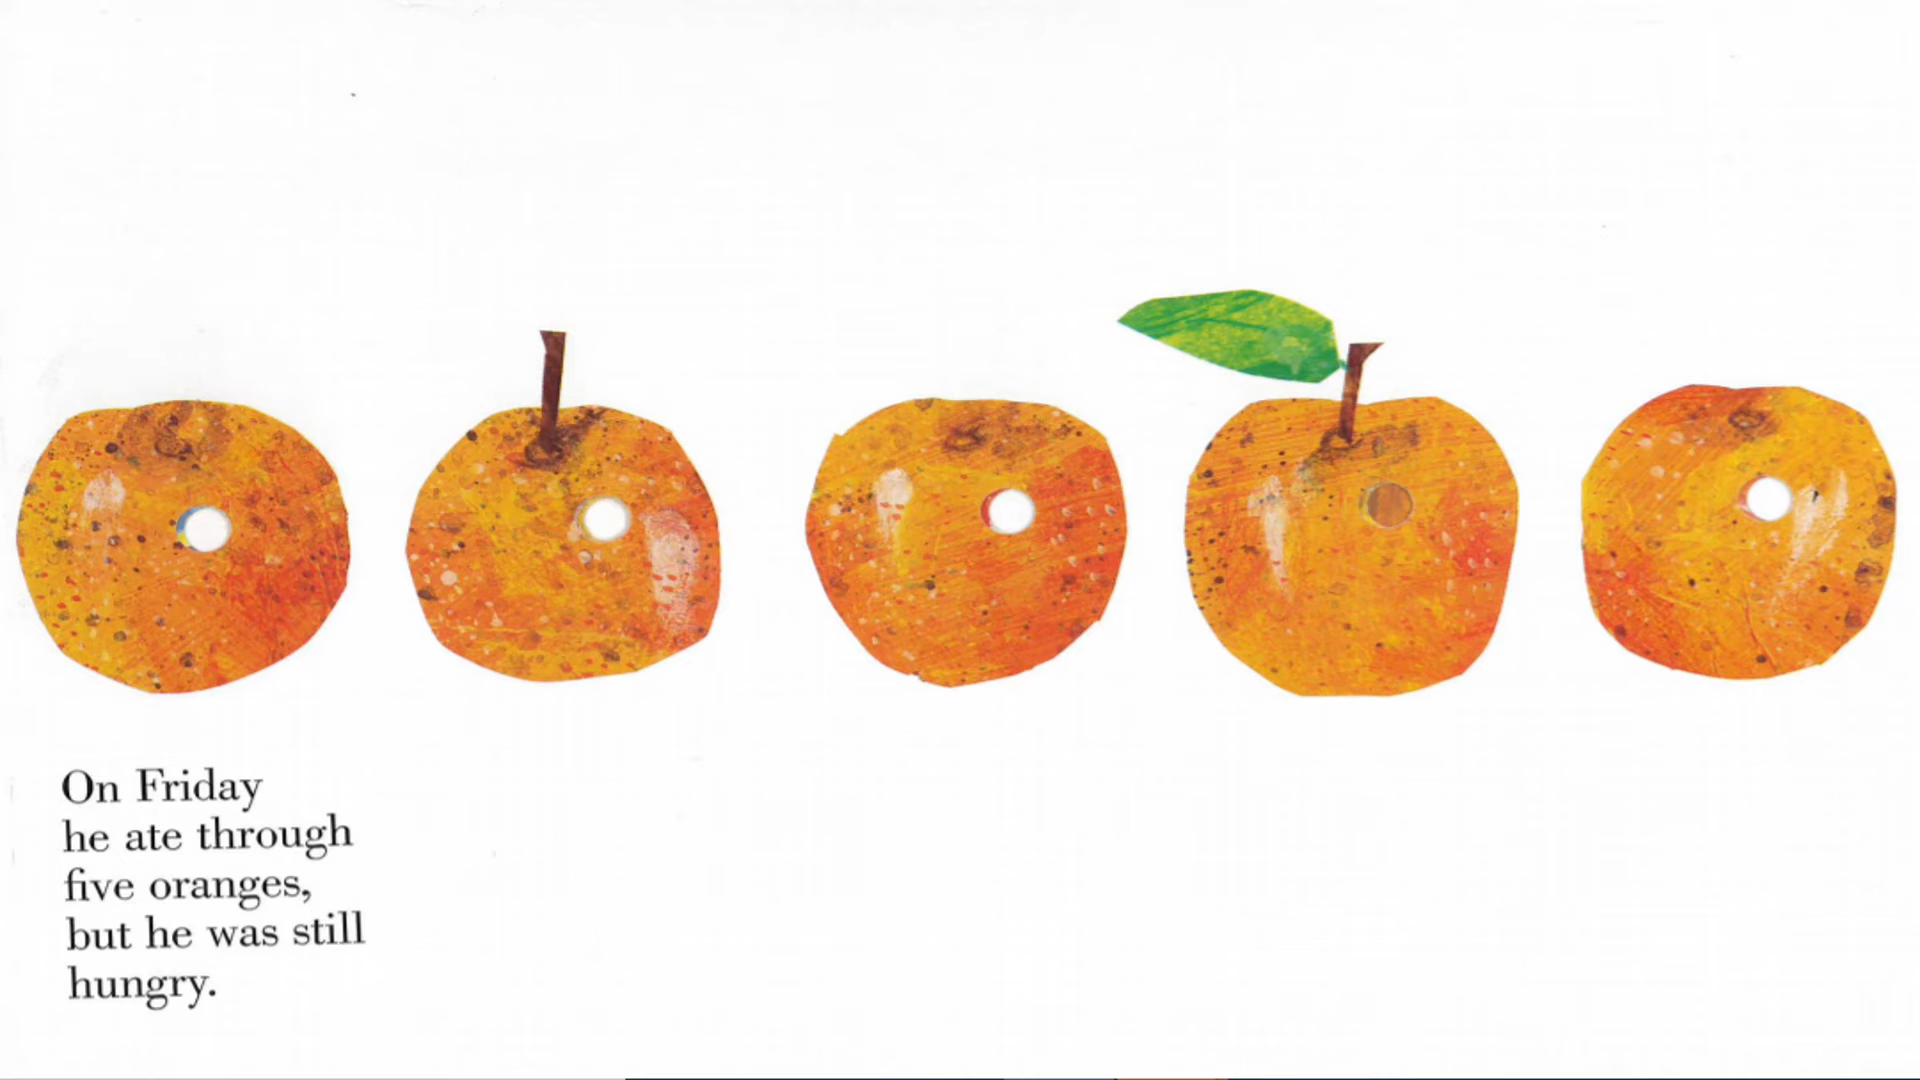 On Friday
he ate through
five oranges,
but he was still
hungry.